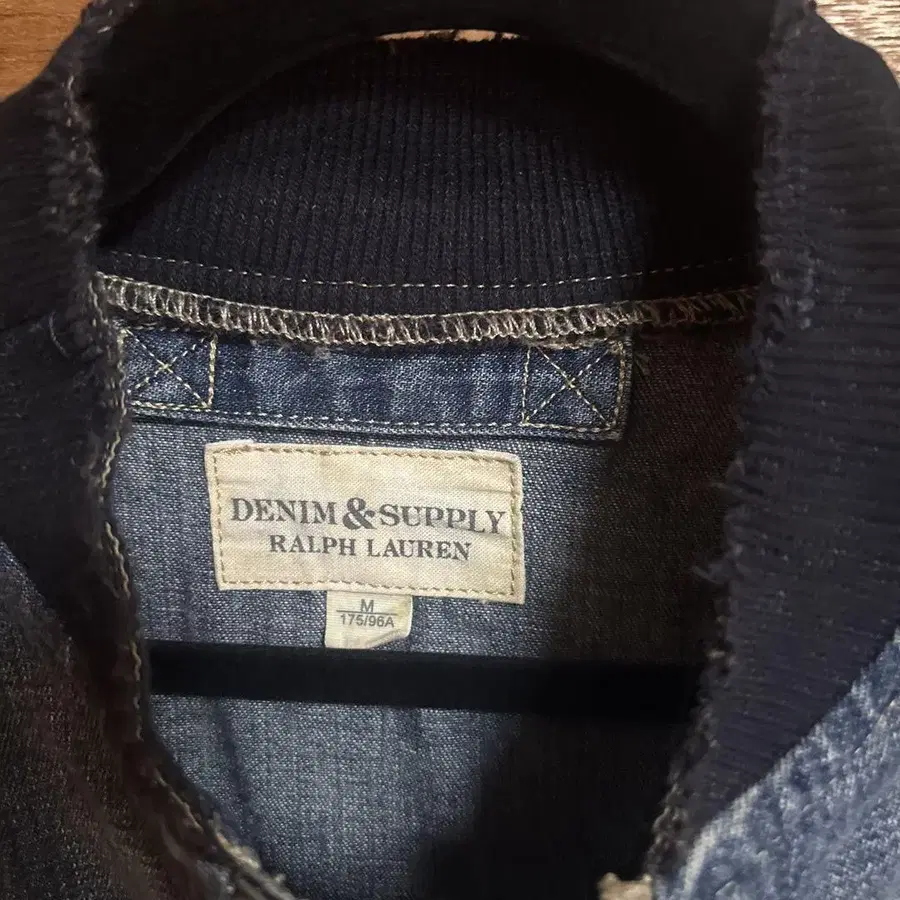 DENIM & SUPPLY
RALPH LAUREN
M
175/96A